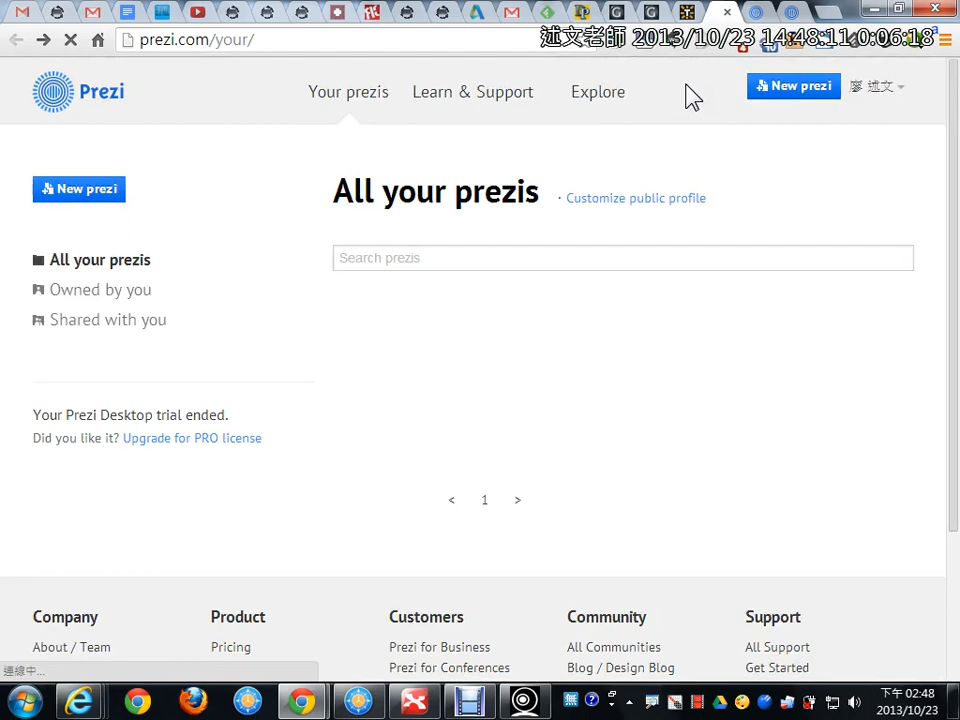 prezi.com/your/
述文老師 2013/10/23 14:48:11 0:06:18
Prezi
Your prezis
Learn & Support
Explore
New prezi
廖 述文
New prezi
All your prezis
· Customize public profile
Search prezis
All your prezis
Owned by you
Shared with you
Your Prezi Desktop trial ended.
Did you like it? Upgrade for PRO license
< 1 >
Company
Product
Customers
Community
Support
About / Team
Pricing
Prezi for Business
All Communities
All Support
Prezi for Conferences
Blog / Design Blog
Get Started
連線中...
下午 02:48
2013/10/23